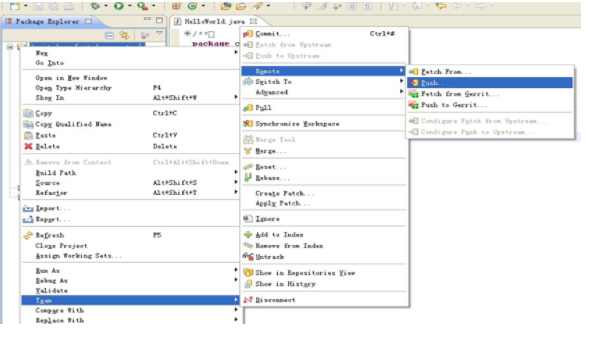 Package Explorer
HelloWorld.java
package c
New
Go Into
Open in New Window
Open Type Hierarchy F4
Show In Alt+Shift+W
Copy Ctrl+C
Copy Qualified Name
Paste Ctrl+V
Delete Delete
Remove from Context Ctrl+Alt+Shift+Down
Build Path
Source Alt+Shift+S
Refactor Alt+Shift+T
Import...
Export...
Refresh F5
Close Project
Assign Working Sets...
Run As
Debug As
Validate
Team
Compare With
Replace With
Commit... Ctrl+#
Fetch from Upstream
Push to Upstream
Remote
Switch To
Advanced
Pull
Synchronize Workspace
Merge Tool
Merge...
Reset...
Rebase...
Create Patch...
Apply Patch...
Ignore
Add to Index
Remove from Index
Untrack
Show in Repositories View
Show in History
Disconnect
Fetch From...
Push...
Fetch from Gerrit...
Push to Gerrit...
Configure Fetch from Upstream...
Configure Push to Upstream...